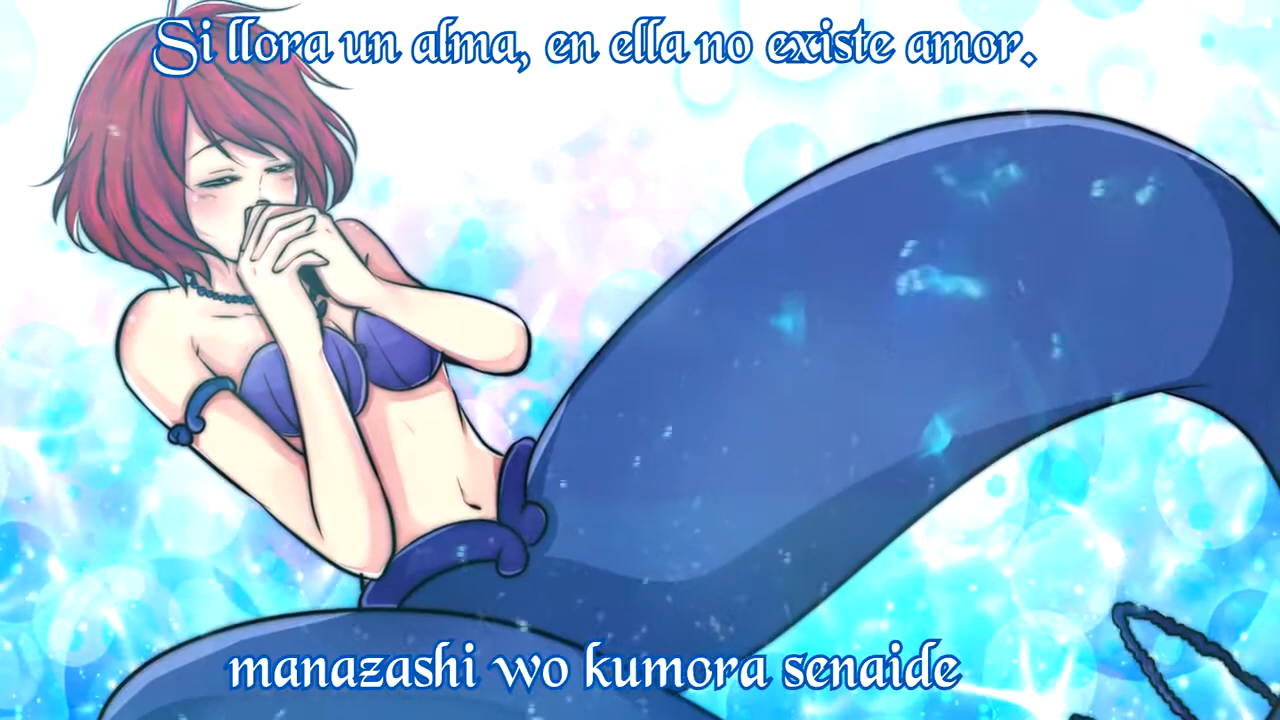 Si llora un alma, en ella no existe amor.
manazashi wo kumora senaide